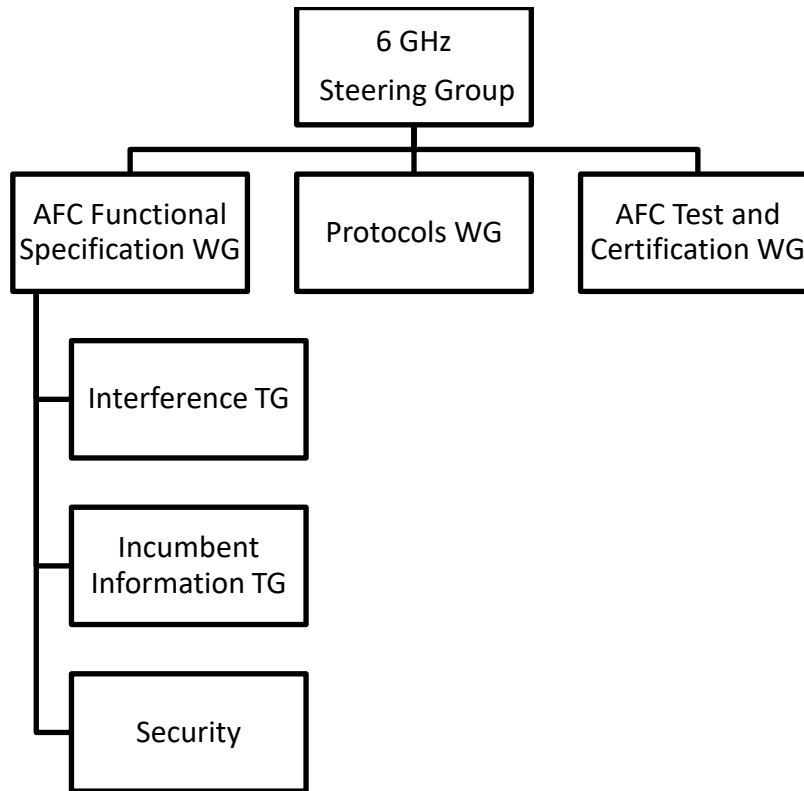 6 GHz
Steering Group
AFC Functional
Specification WG
Protocols WG
AFC Test and
Certification WG
Interference TG
Incumbent
Information TG
Security